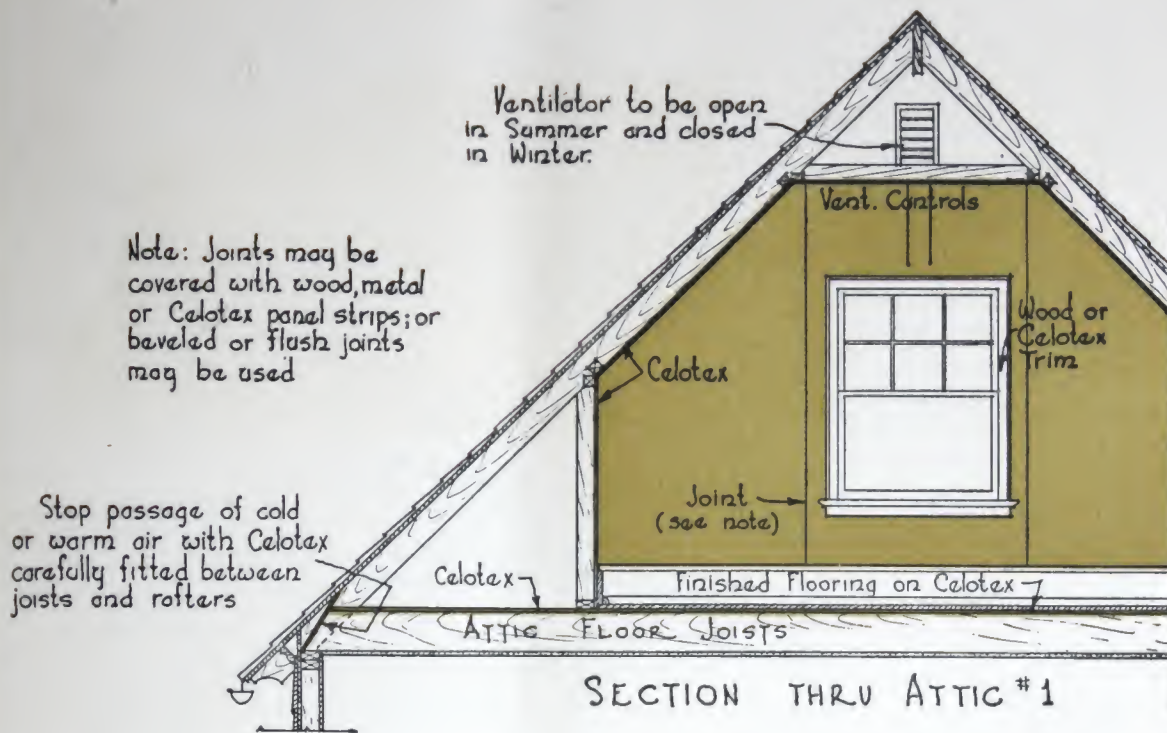 Ventilator to be open
in Summer and closed
in Winter.
Vent. Controls
Note: Joints may be
covered with wood, metal
or Celotex panel strips; or
beveled or flush joints
may be used
Wood or
Celotex
Trim
Celotex
Joint
(see note)
Stop passage of cold
or warm air with Celotex
carefully fitted between
joists and rafters
Celotex
Finished Flooring on Celotex
ATTIC FLOOR JOISTS
SECTION THRU ATTIC #1